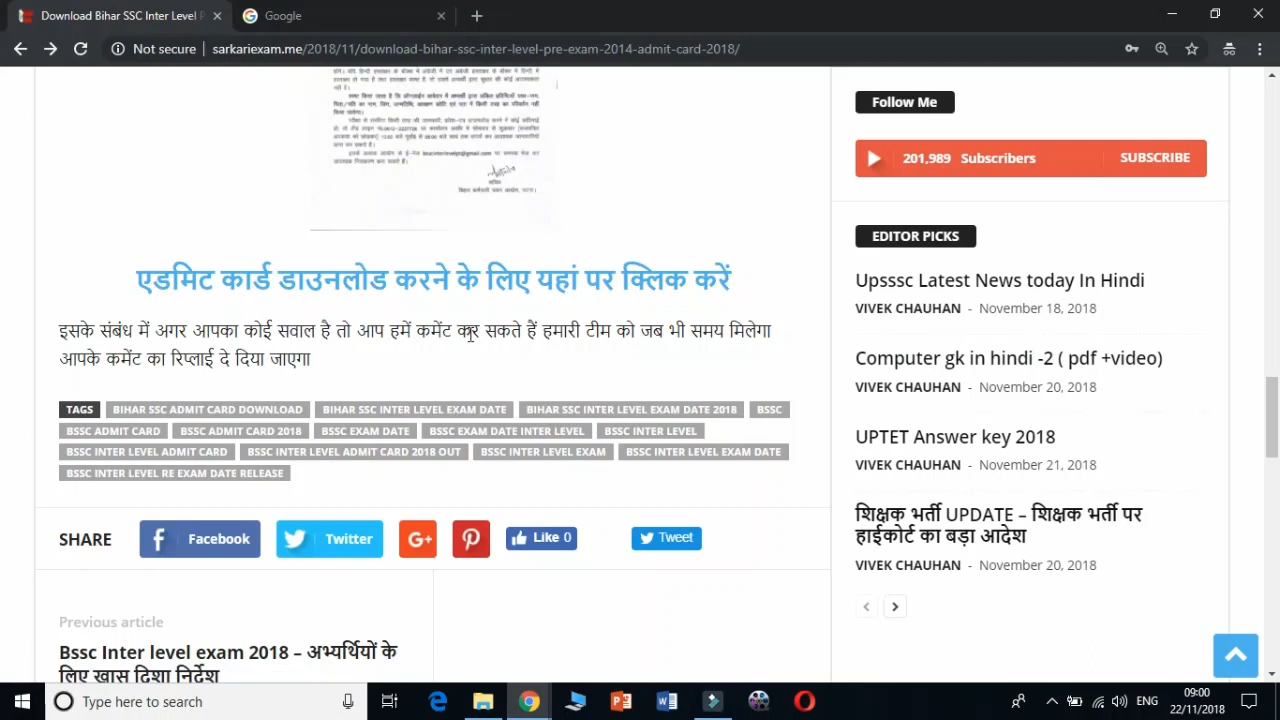 Download Bihar SSC Inter Level
Google
Not secure
sarkariexam.me/2018/11/download-bihar-ssc-inter-level-pre-exam-2014-admit-card-2018/
एडमिट कार्ड डाउनलोड करने के लिए यहां पर क्लिक करें
इसके संबंध में अगर आपका कोई सवाल है तो आप हमें कमेंट कर सकते हैं हमारी टीम को जब भी समय मिलेगा
आपके कमेंट का रिप्लाई दे दिया जाएगा
TAGS BIHAR SSC ADMIT CARD DOWNLOAD BIHAR SSC INTER LEVEL EXAM DATE BIHAR SSC INTER LEVEL EXAM DATE 2018 BSSC
BSSC ADMIT CARD BSSC ADMIT CARD 2018 BSSC EXAM DATE BSSC EXAM DATE INTER LEVEL BSSC INTER LEVEL
BSSC INTER LEVEL ADMIT CARD BSSC INTER LEVEL ADMIT CARD 2018 OUT BSSC INTER LEVEL EXAM BSSC INTER LEVEL EXAM DATE
BSSC INTER LEVEL RE EXAM DATE RELEASE
SHARE Facebook Twitter G+ Like 0 Tweet
Previous article
Bssc Inter level exam 2018 – अभ्यर्थियों के
लिए खास दिशा निर्देश
Follow Me
201,989 Subscribers SUBSCRIBE
EDITOR PICKS
Upsssc Latest News today In Hindi
VIVEK CHAUHAN - November 18, 2018
Computer gk in hindi -2 ( pdf +video)
VIVEK CHAUHAN - November 20, 2018
UPTET Answer key 2018
VIVEK CHAUHAN - November 21, 2018
शिक्षक भर्ती UPDATE – शिक्षक भर्ती पर
हाईकोर्ट का बड़ा आदेश
VIVEK CHAUHAN - November 20, 2018
Type here to search
ENG
09:00
22/11/2018